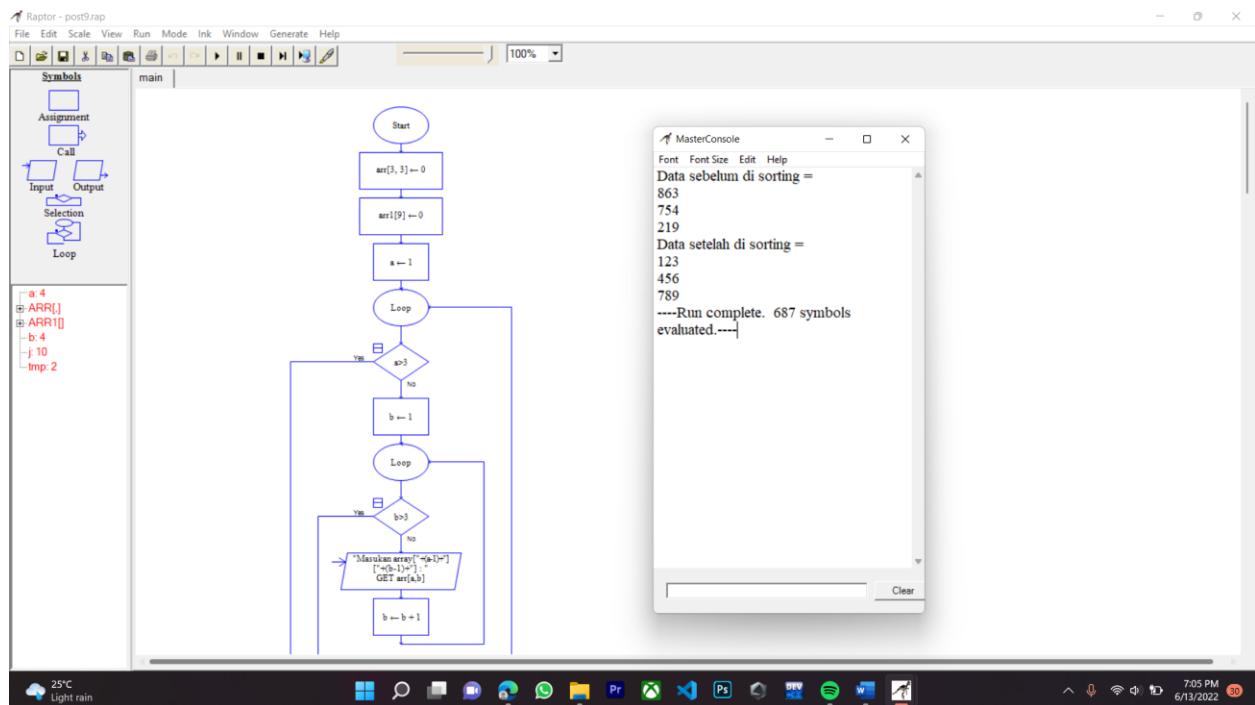 Raptor - post9.rap
File Edit Scale View Run Mode Ink Window Generate Help
100%
Symbols
Assignment
Call
Input Output
Selection
Loop
main
a: 4
ARR[,]
ARR1[]
b: 4
j: 10
tmp: 2
Start
arr[3, 3] ← 0
arr1[9] ← 0
a ← 1
Loop
Yes
a>3
No
b ← 1
Loop
Yes
b>3
No
"Masukan array["+(a-1)+"]
["+(b-1)+"] : "
GET arr[a,b]
b ← b + 1
MasterConsole
Font Font Size Edit Help
Data sebelum di sorting =
863
754
219
Data setelah di sorting =
123
456
789
----Run complete. 687 symbols
evaluated.----
Clear
25°C
Light rain
Pr
Ps
DEV
7:05 PM
6/13/2022
30